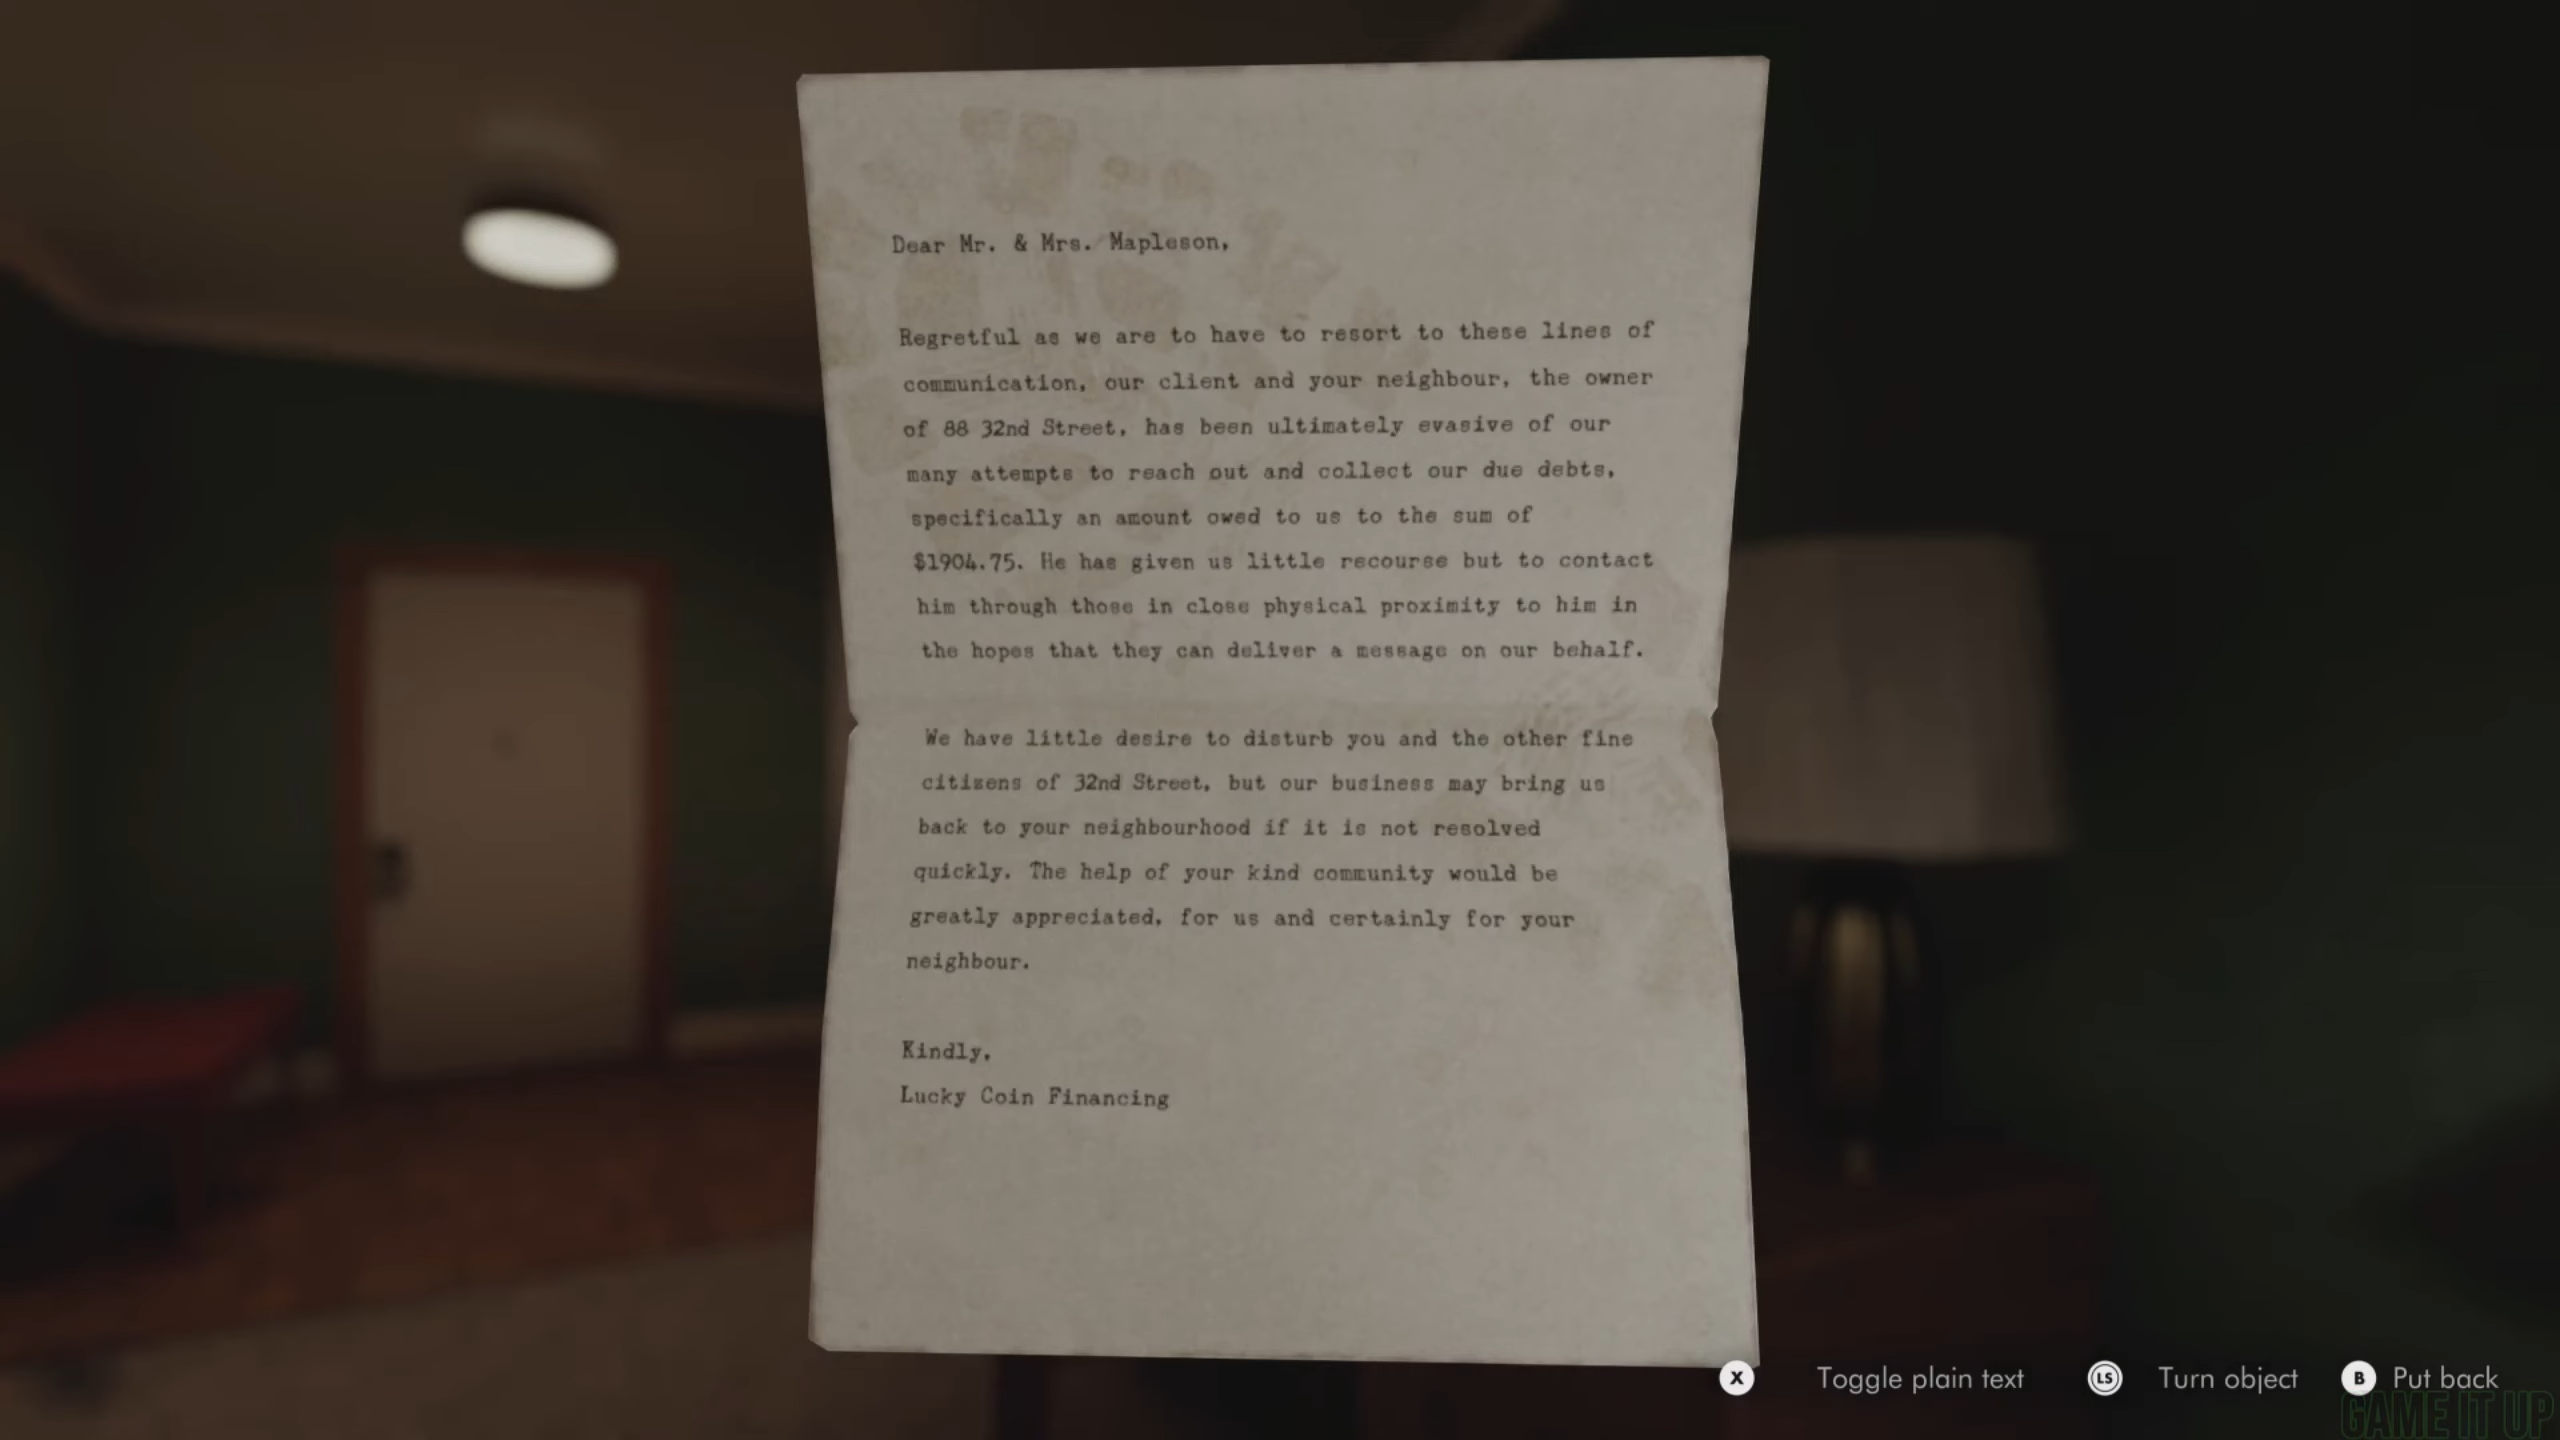 Dear Mr. & Mrs. Mapleson,
Regretful as we are to have to resort to these lines of
communication, our client and your neighbour, the owner
of 88 32nd Street, has been ultimately evasive of our
many attempts to reach out and collect our due debts,
specifically an amount owed to us to the sum of
$1904.75. He has given us little recourse but to contact
him through those in close physical proximity to him in
the hopes that they can deliver a message on our behalf.
We have little desire to disturb you and the other fine
citizens of 32nd Street, but our business may bring us
back to your neighbourhood if it is not resolved
quickly. The help of your kind community would be
greatly appreciated, for us and certainly for your
neighbour.
Kindly,
Lucky Coin Financing
X Toggle plain text LS Turn object B Put back
GAME IT UP